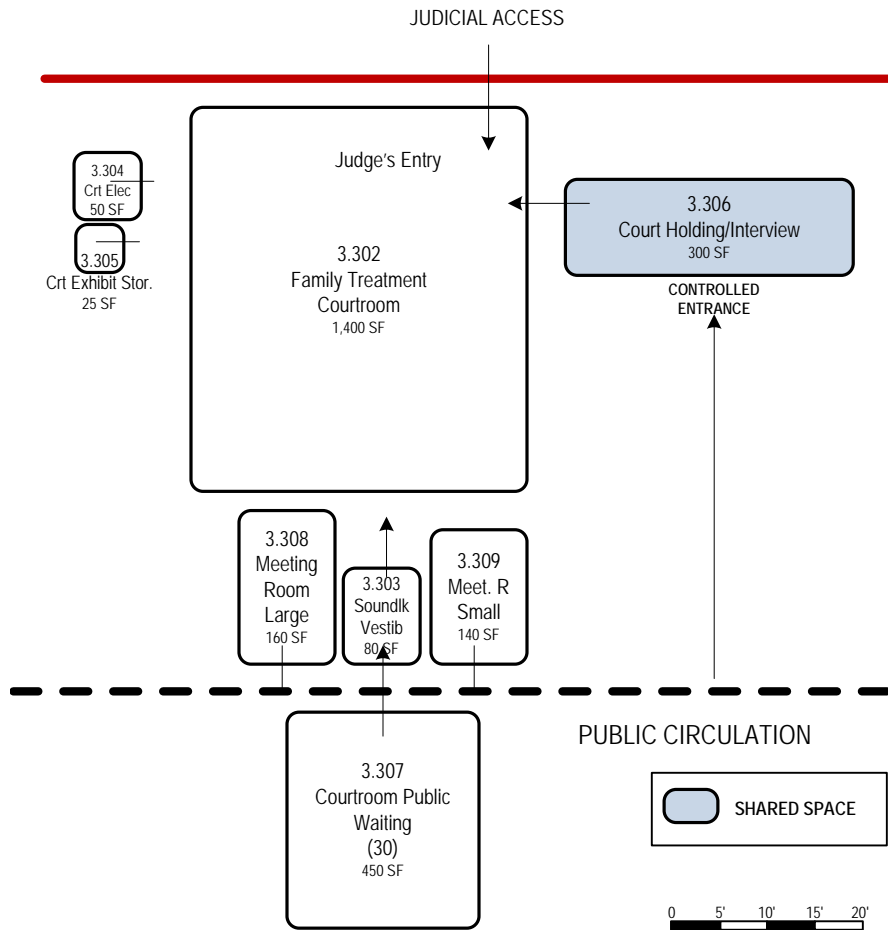 JUDICIAL ACCESS
Judge's Entry
3.304
Crt Elec
50 SF
3.305
Crt Exhibit Stor.
25 SF
3.302
Family Treatment
Courtroom
1,400 SF
3.306
Court Holding/Interview
300 SF
CONTROLLED
ENTRANCE
3.308
Meeting
Room
Large
160 SF
3.303
Soundlk
Vestib
80 SF
3.309
Meet. R
Small
140 SF
3.307
Courtroom Public
Waiting
(30)
450 SF
PUBLIC CIRCULATION
SHARED SPACE
0 5' 10' 15' 20'